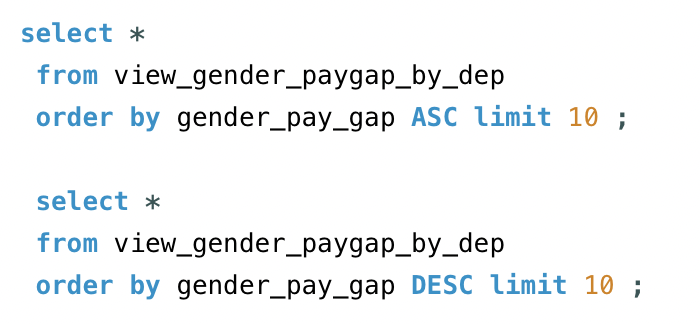 select *
from view_gender_paygap_by_dep
order by gender_pay_gap ASC limit 10 ;
select *
from view_gender_paygap_by_dep
order by gender_pay_gap DESC limit 10 ;